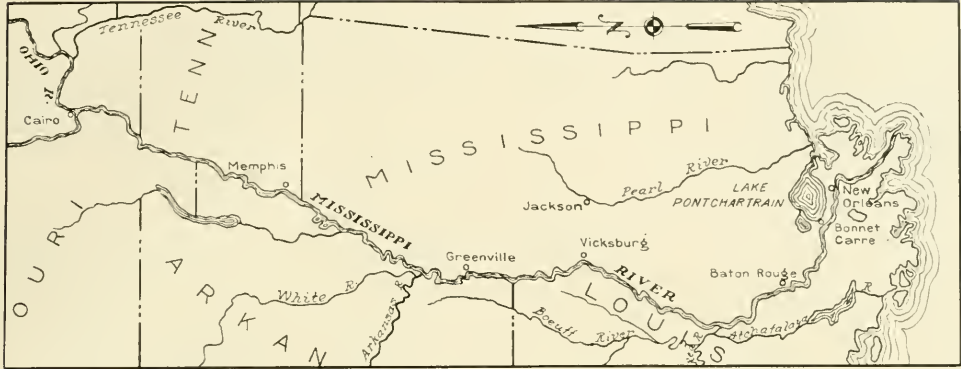 Tennessee River
OHIO R.
TENN
Cairo
N
Memphis
MISSISSIPPI
MISSISSIPPI RIVER
Jackson
Pearl River
LAKE PONTCHARTRAIN
New Orleans
Bonnet Carre
Greenville
Vicksburg
Baton Rouge
OURI
ARKAN
White R.
Arkansas R.
Boeuff River
LOUIS
R
Atchafalaya R